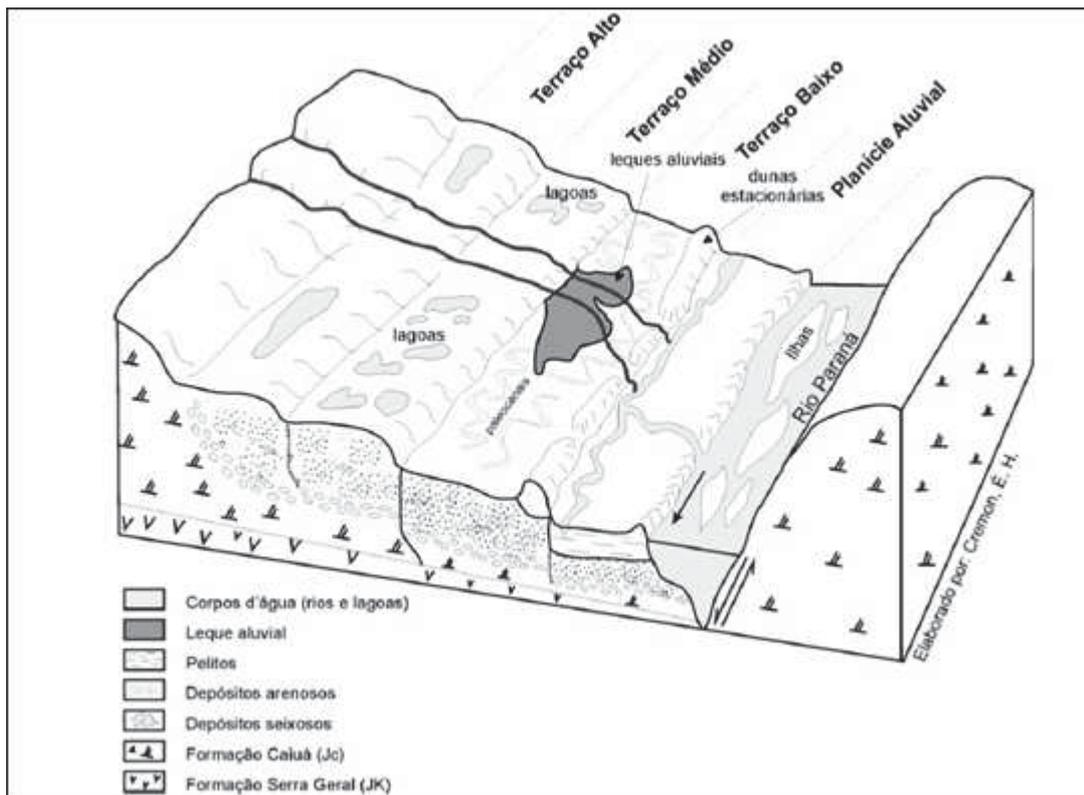 Terraço Alto
Terraço Médio
leques aluviais
Terraço Baixo
dunas
estacionárias
Planície Aluvial
lagoas
lagoas
paleocanais
Ilhas
Rio Paraná
Elaborado por: Cremon, É. H.
Corpos d'água (rios e lagoas)
Leque aluvial
Pelitos
Depósitos arenosos
Depósitos seixosos
Formação Caiuá (Jc)
Formação Serra Geral (JK)